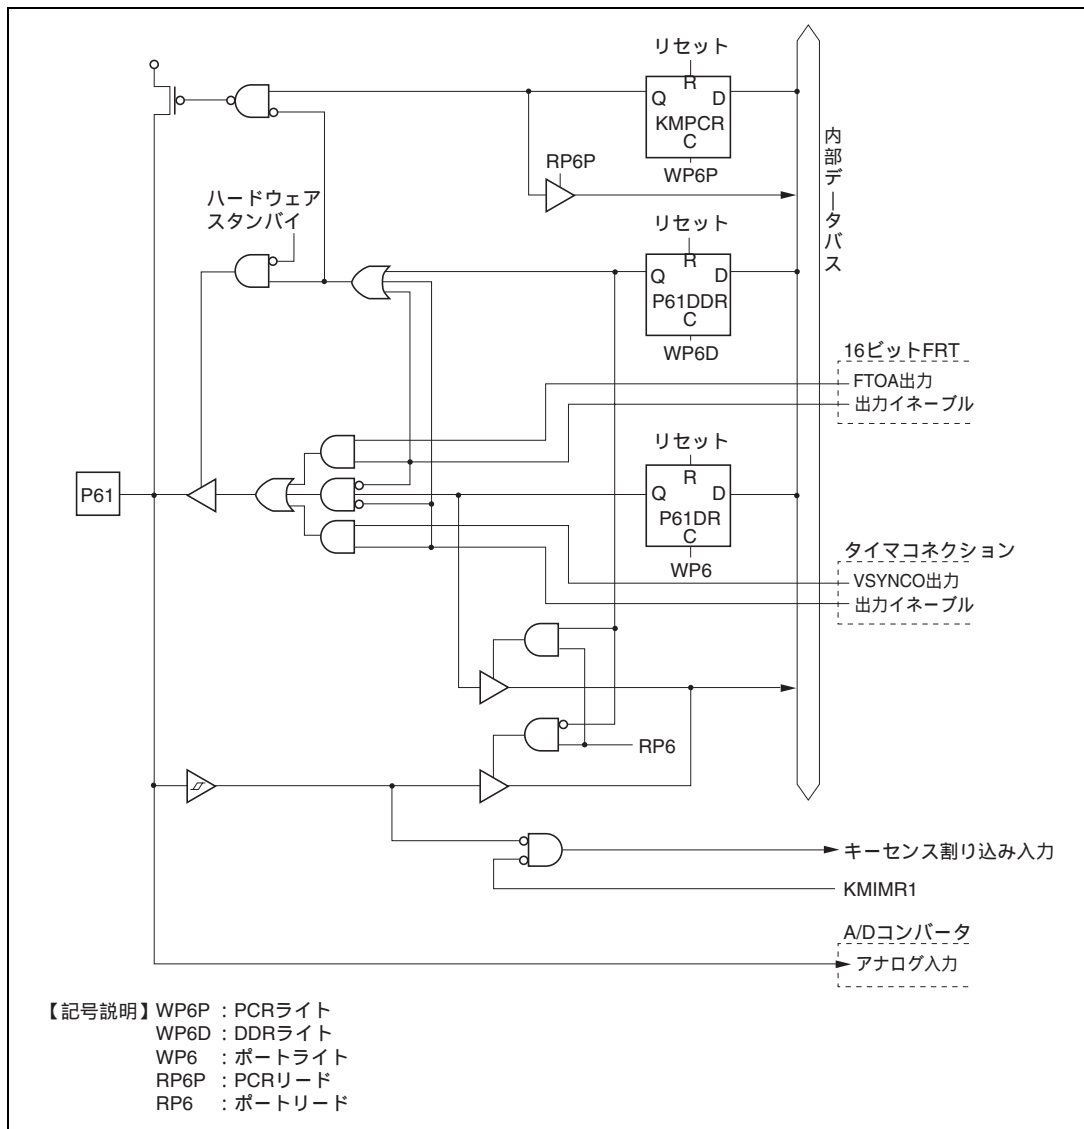 リセット
R
Q D
KMPCR
C
WP6P
RP6P
内部データバス
ハードウェア
スタンバイ
リセット
R
Q D
P61DDR
C
WP6D
16ビットFRT
FTOA出力
出力イネーブル
リセット
R
Q D
P61DR
C
WP6
P61
タイマコネクション
VSYNCO出力
出力イネーブル
RP6
キーセンス割り込み入力
KMIMR1
A/Dコンバータ
アナログ入力
【記号説明】WP6P : PCRライト
WP6D : DDRライト
WP6 : ポートライト
RP6P : PCRリード
RP6 : ポートリード